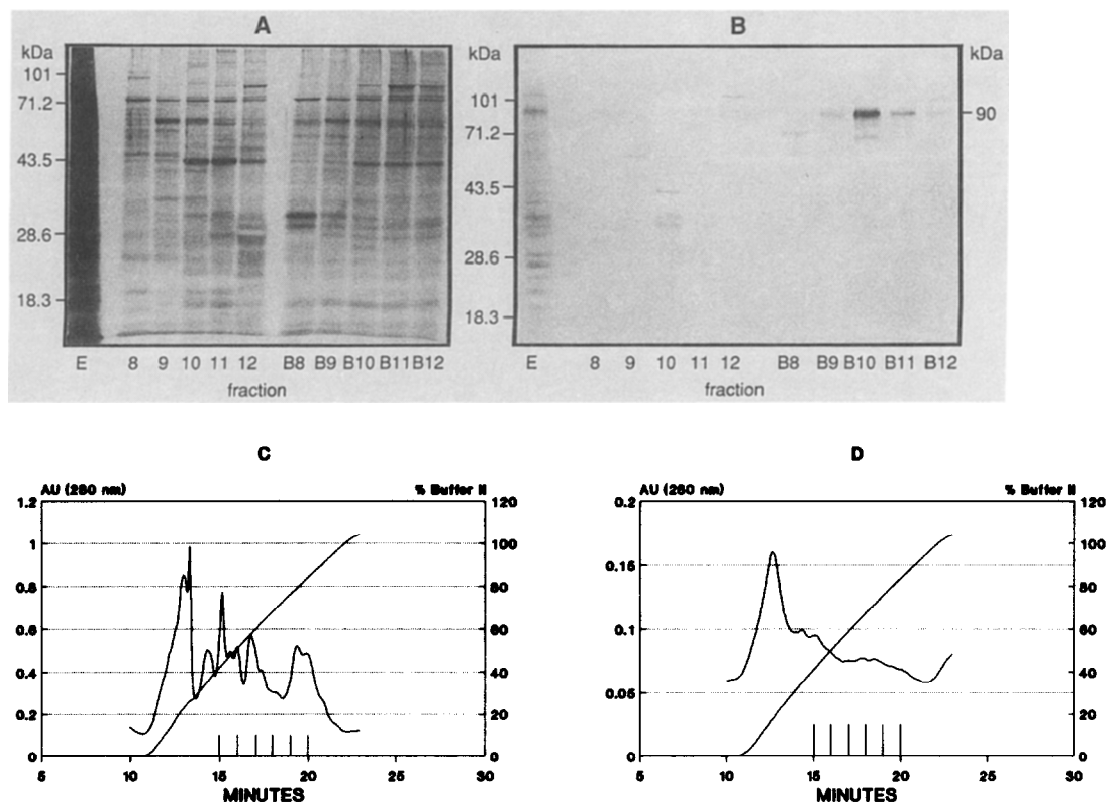 A
B
kDa
101
71.2
43.5
28.6
18.3
E 8 9 10 11 12 B8 B9 B10 B11 B12
fraction
kDa
101
71.2
43.5
28.6
18.3
kDa
90
E 8 9 10 11 12 B8 B9 B10 B11 B12
fraction
C
AU (280 nm)
% Buffer II
1.2
1
0.8
0.6
0.4
0.2
0
120
100
80
60
40
20
0
5 10 15 20 25 30
MINUTES
D
AU (280 nm)
% Buffer II
0.2
0.15
0.1
0.05
0
120
100
80
60
40
20
0
5 10 15 20 25 30
MINUTES